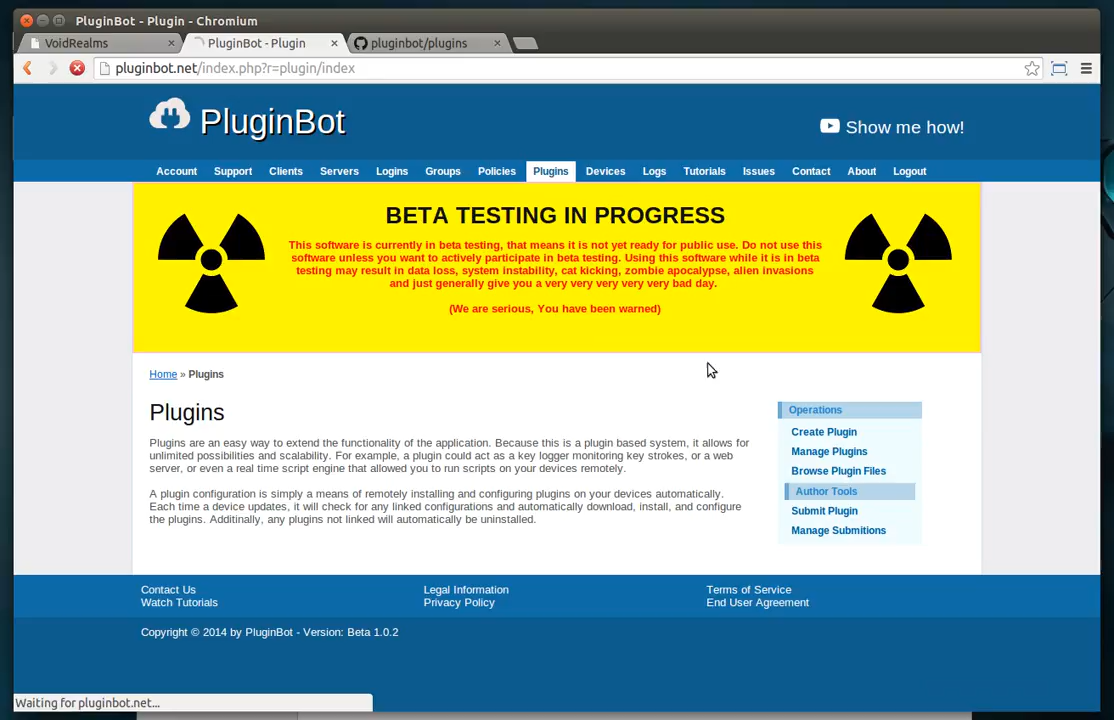 PluginBot - Plugin - Chromium
VoidRealms
PluginBot - Plugin
pluginbot/plugins
pluginbot.net/index.php?r=plugin/index
PluginBot
Show me how!
Account Support Clients Servers Logins Groups Policies Plugins Devices Logs Tutorials Issues Contact About Logout
BETA TESTING IN PROGRESS
This software is currently in beta testing, that means it is not yet ready for public use. Do not use this
software unless you want to actively participate in beta testing. Using this software while it is in beta
testing may result in data loss, system instability, cat kicking, zombie apocalypse, alien invasions
and just generally give you a very very very very very bad day.
(We are serious, You have been warned)
Home » Plugins
Plugins
Plugins are an easy way to extend the functionality of the application. Because this is a plugin based system, it allows for
unlimited possibilities and scalability. For example, a plugin could act as a key logger monitoring key strokes, or a web
server, or even a real time script engine that allowed you to run scripts on your devices remotely.
A plugin configuration is simply a means of remotely installing and configuring plugins on your devices automatically.
Each time a device updates, it will check for any linked configurations and automatically download, install, and configure
the plugins. Additinally, any plugins not linked will automatically be uninstalled.
Operations
Create Plugin
Manage Plugins
Browse Plugin Files
Author Tools
Submit Plugin
Manage Submitions
Contact Us
Watch Tutorials
Legal Information
Privacy Policy
Terms of Service
End User Agreement
Copyright © 2014 by PluginBot - Version: Beta 1.0.2
Waiting for pluginbot.net...